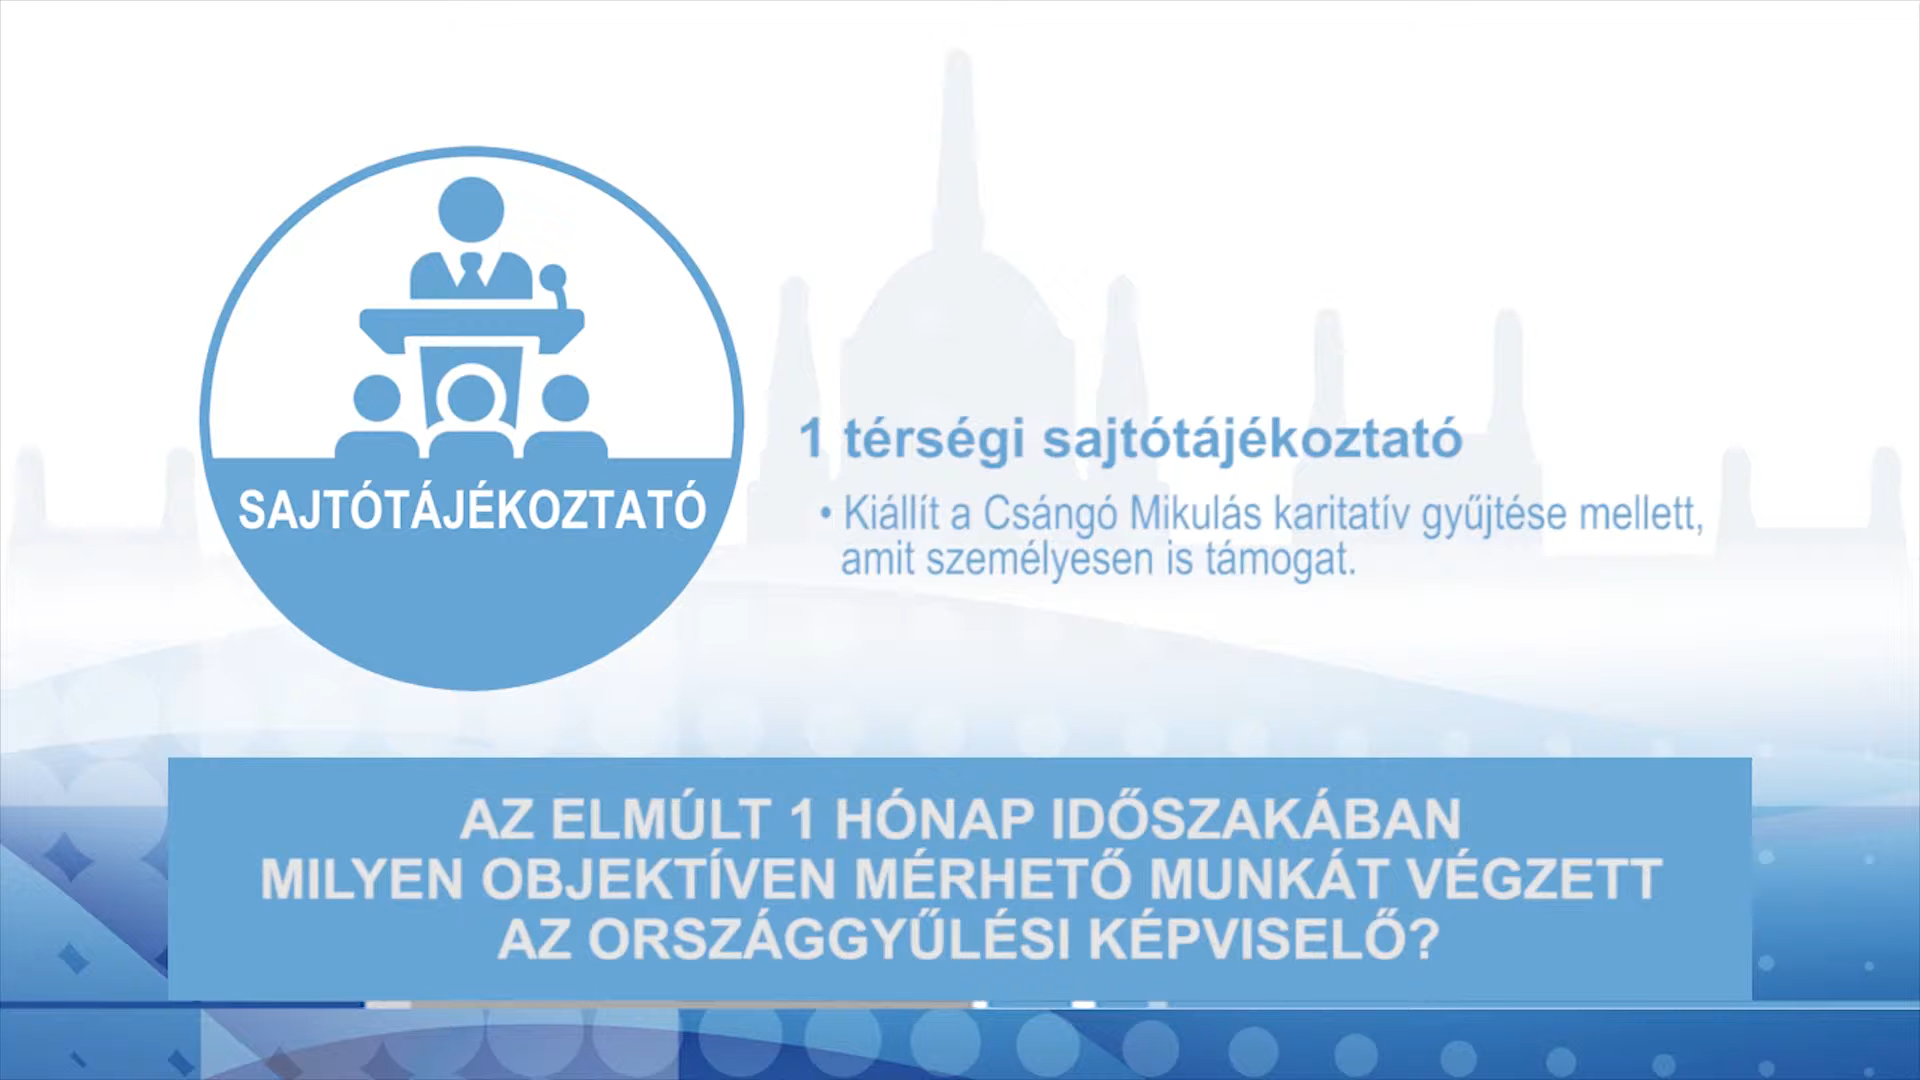 SAJTÓTÁJÉKOZTATÓ
1 térségi sajtótájékoztató
• Kiállít a Csángó Mikulás karitatív gyűjtése mellett,
amit személyesen is támogat.
AZ ELMÚLT 1 HÓNAP IDŐSZAKÁBAN
MILYEN OBJEKTÍVEN MÉRHETŐ MUNKÁT VÉGZETT
AZ ORSZÁGGYŰLÉSI KÉPVISELŐ?